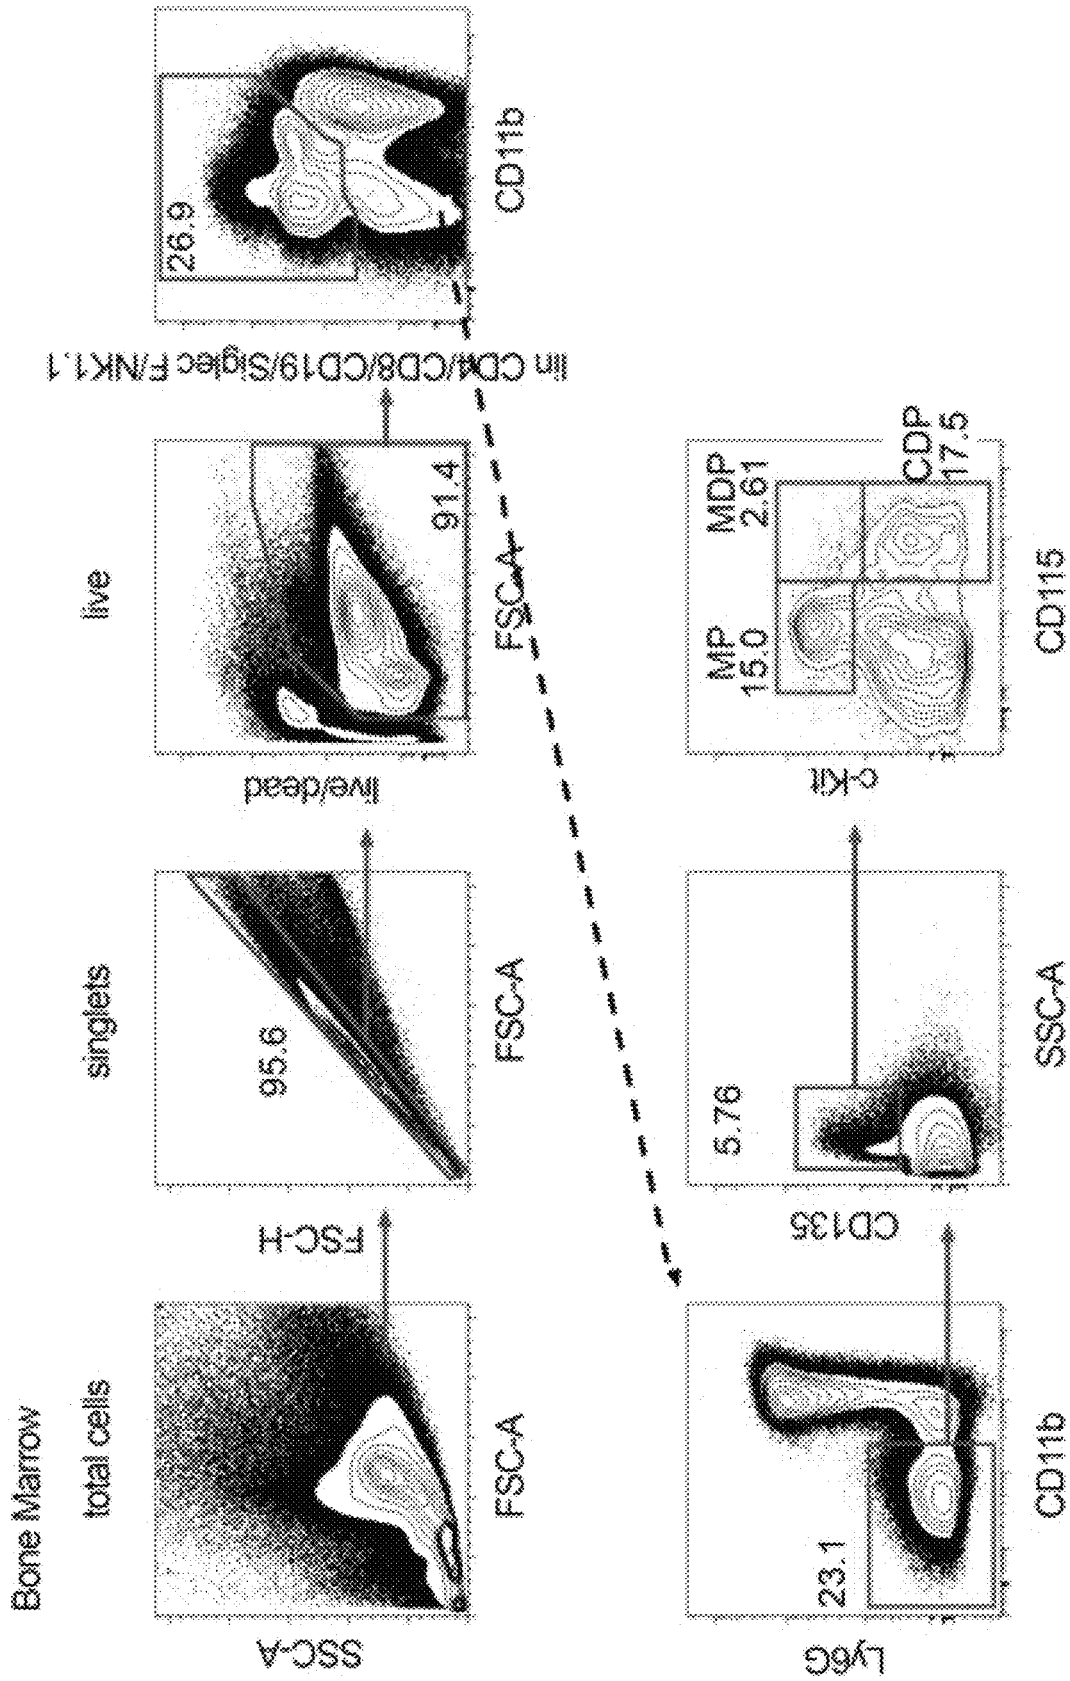 Bone Marrow
total cells
SSC-A
FSC-A
singlets
FSC-H
95.6
FSC-A
live
live/dead
91.4
FSC-A
lin CD4/CD8/CD19/Siglec F/NK1.1
26.9
CD11b
Ly6G
23.1
CD11b
CD135
5.76
SSC-A
c-Kit
MP
15.0
MDP
2.61
CDP
17.5
CD115